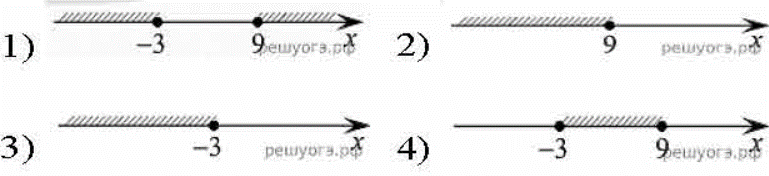 1) −3 9 x
решуогэ.рф
2) 9 x
решуогэ.рф
3) −3 x
решуогэ.рф
4) −3 9 x
решуогэ.рф